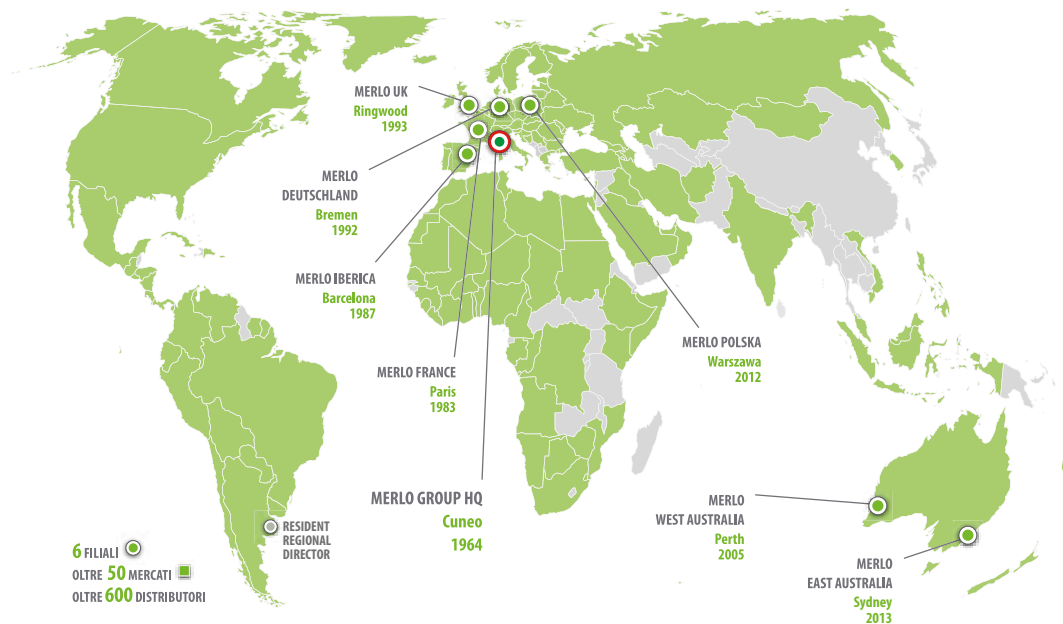 MERLO UK
Ringwood
1993
MERLO
DEUTSCHLAND
Bremen
1992
MERLO IBERICA
Barcelona
1987
MERLO FRANCE
Paris
1983
MERLO GROUP HQ
Cuneo
1964
MERLO POLSKA
Warszawa
2012
MERLO
WEST AUSTRALIA
Perth
2005
MERLO
EAST AUSTRALIA
Sydney
2013
RESIDENT
REGIONAL
DIRECTOR
6 FILIALI
OLTRE 50 MERCATI
OLTRE 600 DISTRIBUTORI